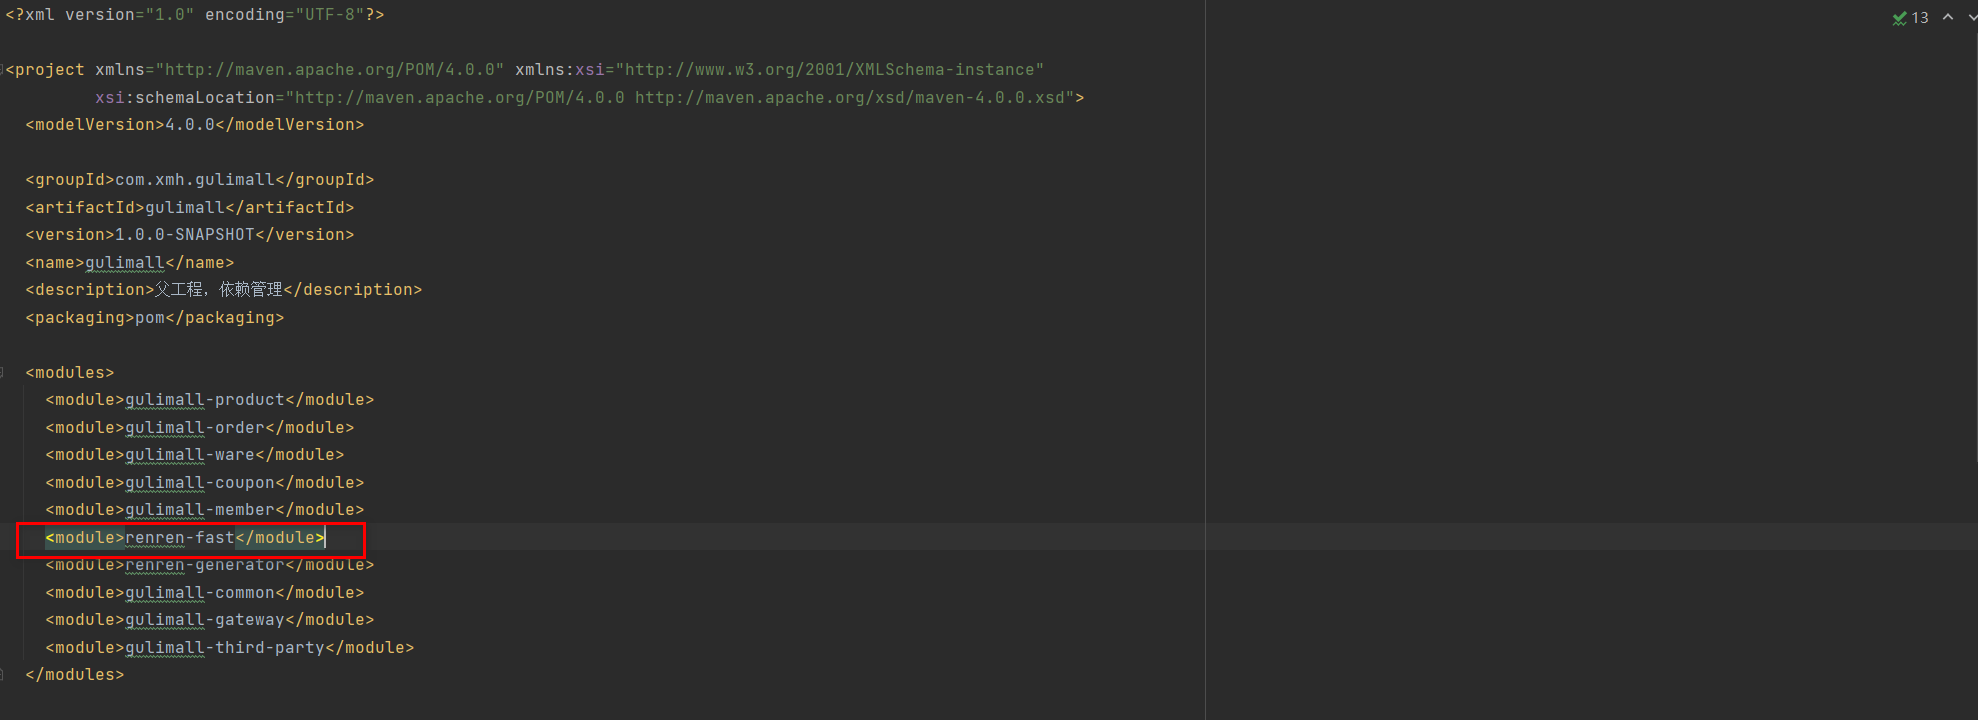 <?xml version="1.0" encoding="UTF-8"?>
13
<project xmlns="http://maven.apache.org/POM/4.0.0" xmlns:xsi="http://www.w3.org/2001/XMLSchema-instance"
xsi:schemaLocation="http://maven.apache.org/POM/4.0.0 http://maven.apache.org/xsd/maven-4.0.0.xsd">
<modelVersion>4.0.0</modelVersion>
<groupId>com.xmh.gulimall</groupId>
<artifactId>gulimall</artifactId>
<version>1.0.0-SNAPSHOT</version>
<name>gulimall</name>
<description>父工程，依赖管理</description>
<packaging>pom</packaging>
<modules>
<module>gulimall-product</module>
<module>gulimall-order</module>
<module>gulimall-ware</module>
<module>gulimall-coupon</module>
<module>gulimall-member</module>
<module>renren-fast</module>
<module>renren-generator</module>
<module>gulimall-common</module>
<module>gulimall-gateway</module>
<module>gulimall-third-party</module>
</modules>